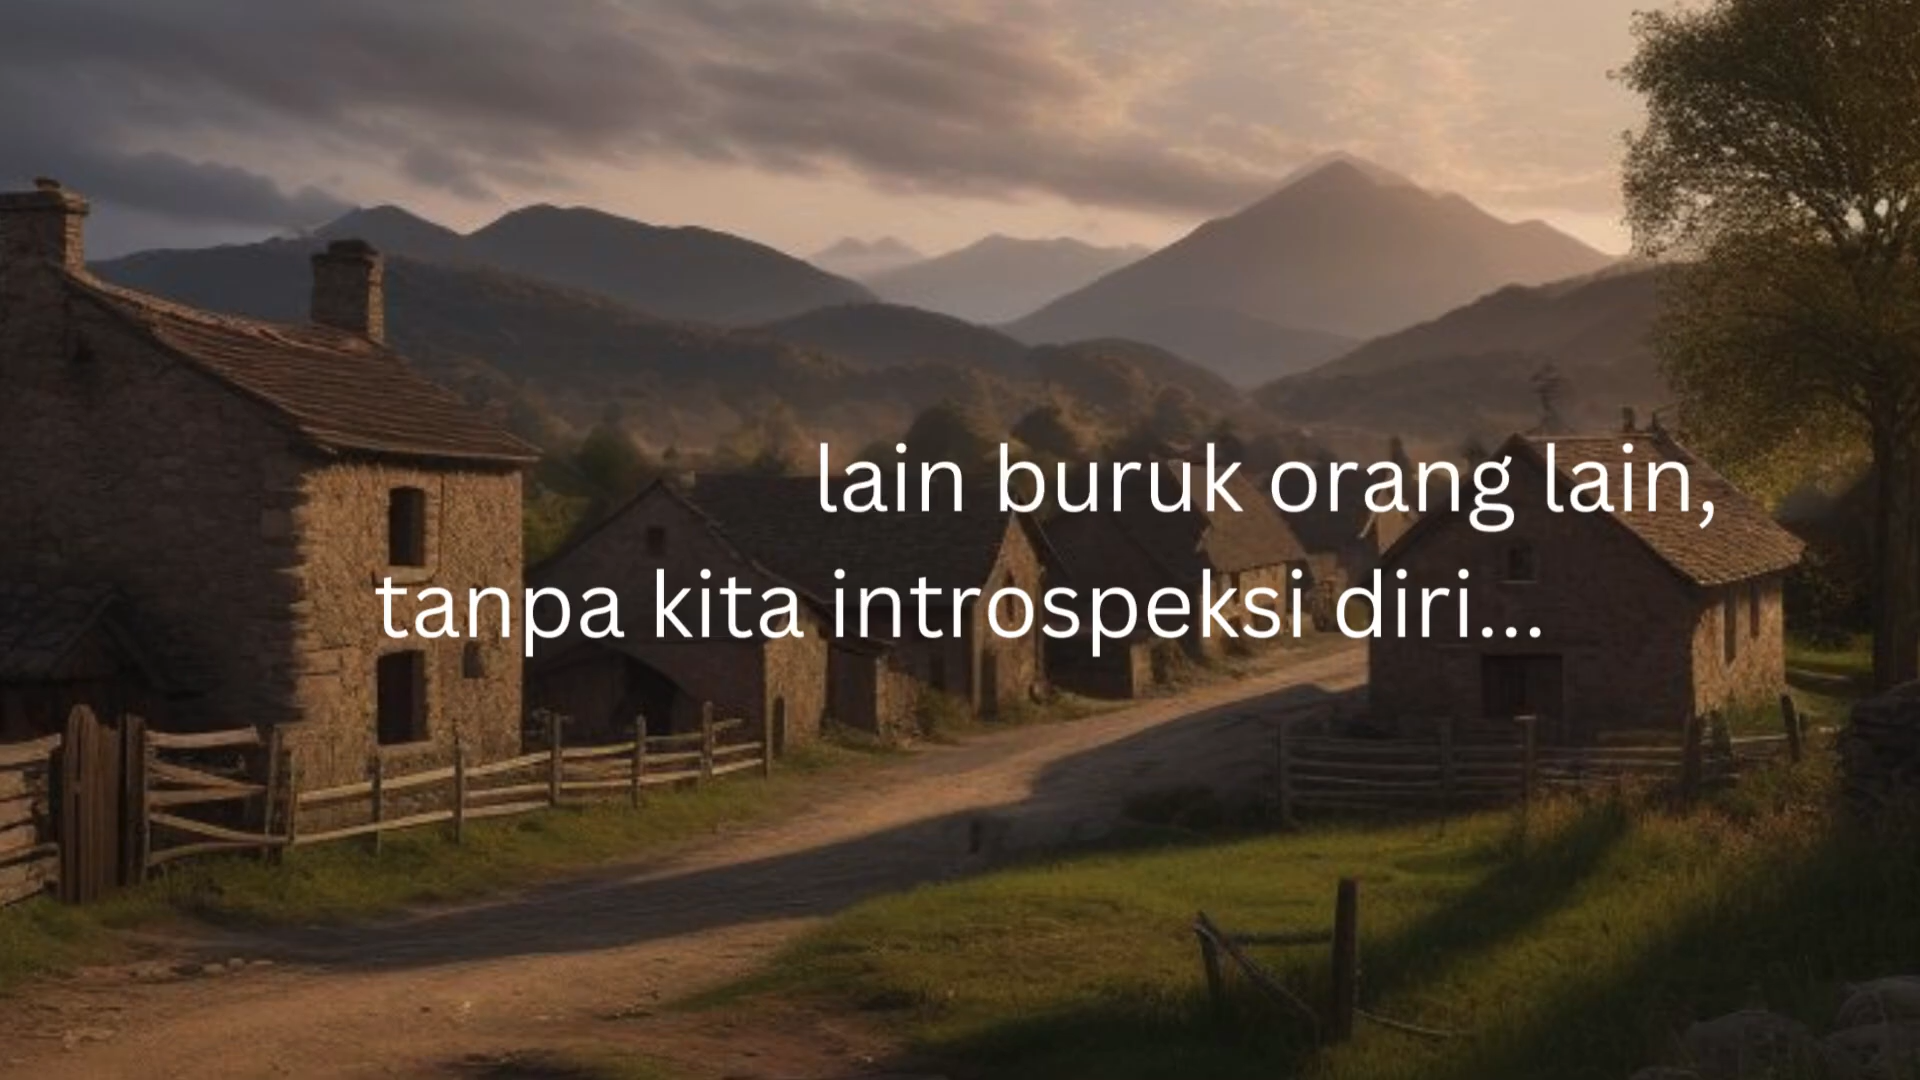 lain buruk orang lain,
tanpa kita introspeksi diri...